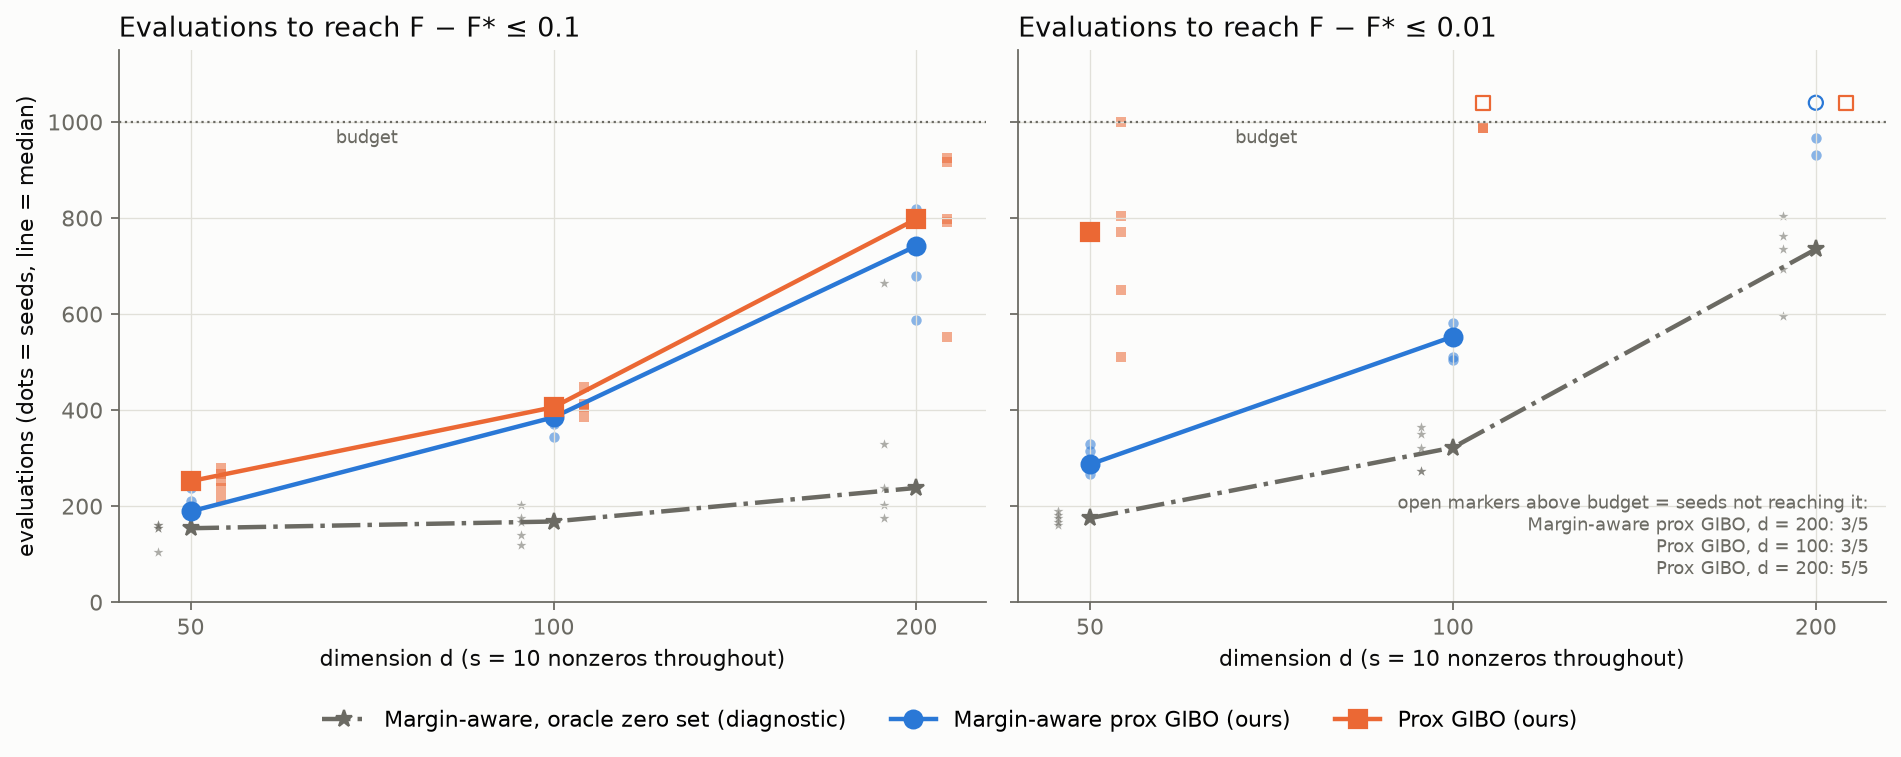 Evaluations to reach F − F* ≤ 0.1
Evaluations to reach F − F* ≤ 0.01
evaluations (dots = seeds, line = median)
1000
800
600
400
200
0
budget
budget
open markers above budget = seeds not reaching it:
Margin-aware prox GIBO, d = 200: 3/5
Prox GIBO, d = 100: 3/5
Prox GIBO, d = 200: 5/5
50
100
200
50
100
200
dimension d (s = 10 nonzeros throughout)
dimension d (s = 10 nonzeros throughout)
Margin-aware, oracle zero set (diagnostic)
Margin-aware prox GIBO (ours)
Prox GIBO (ours)